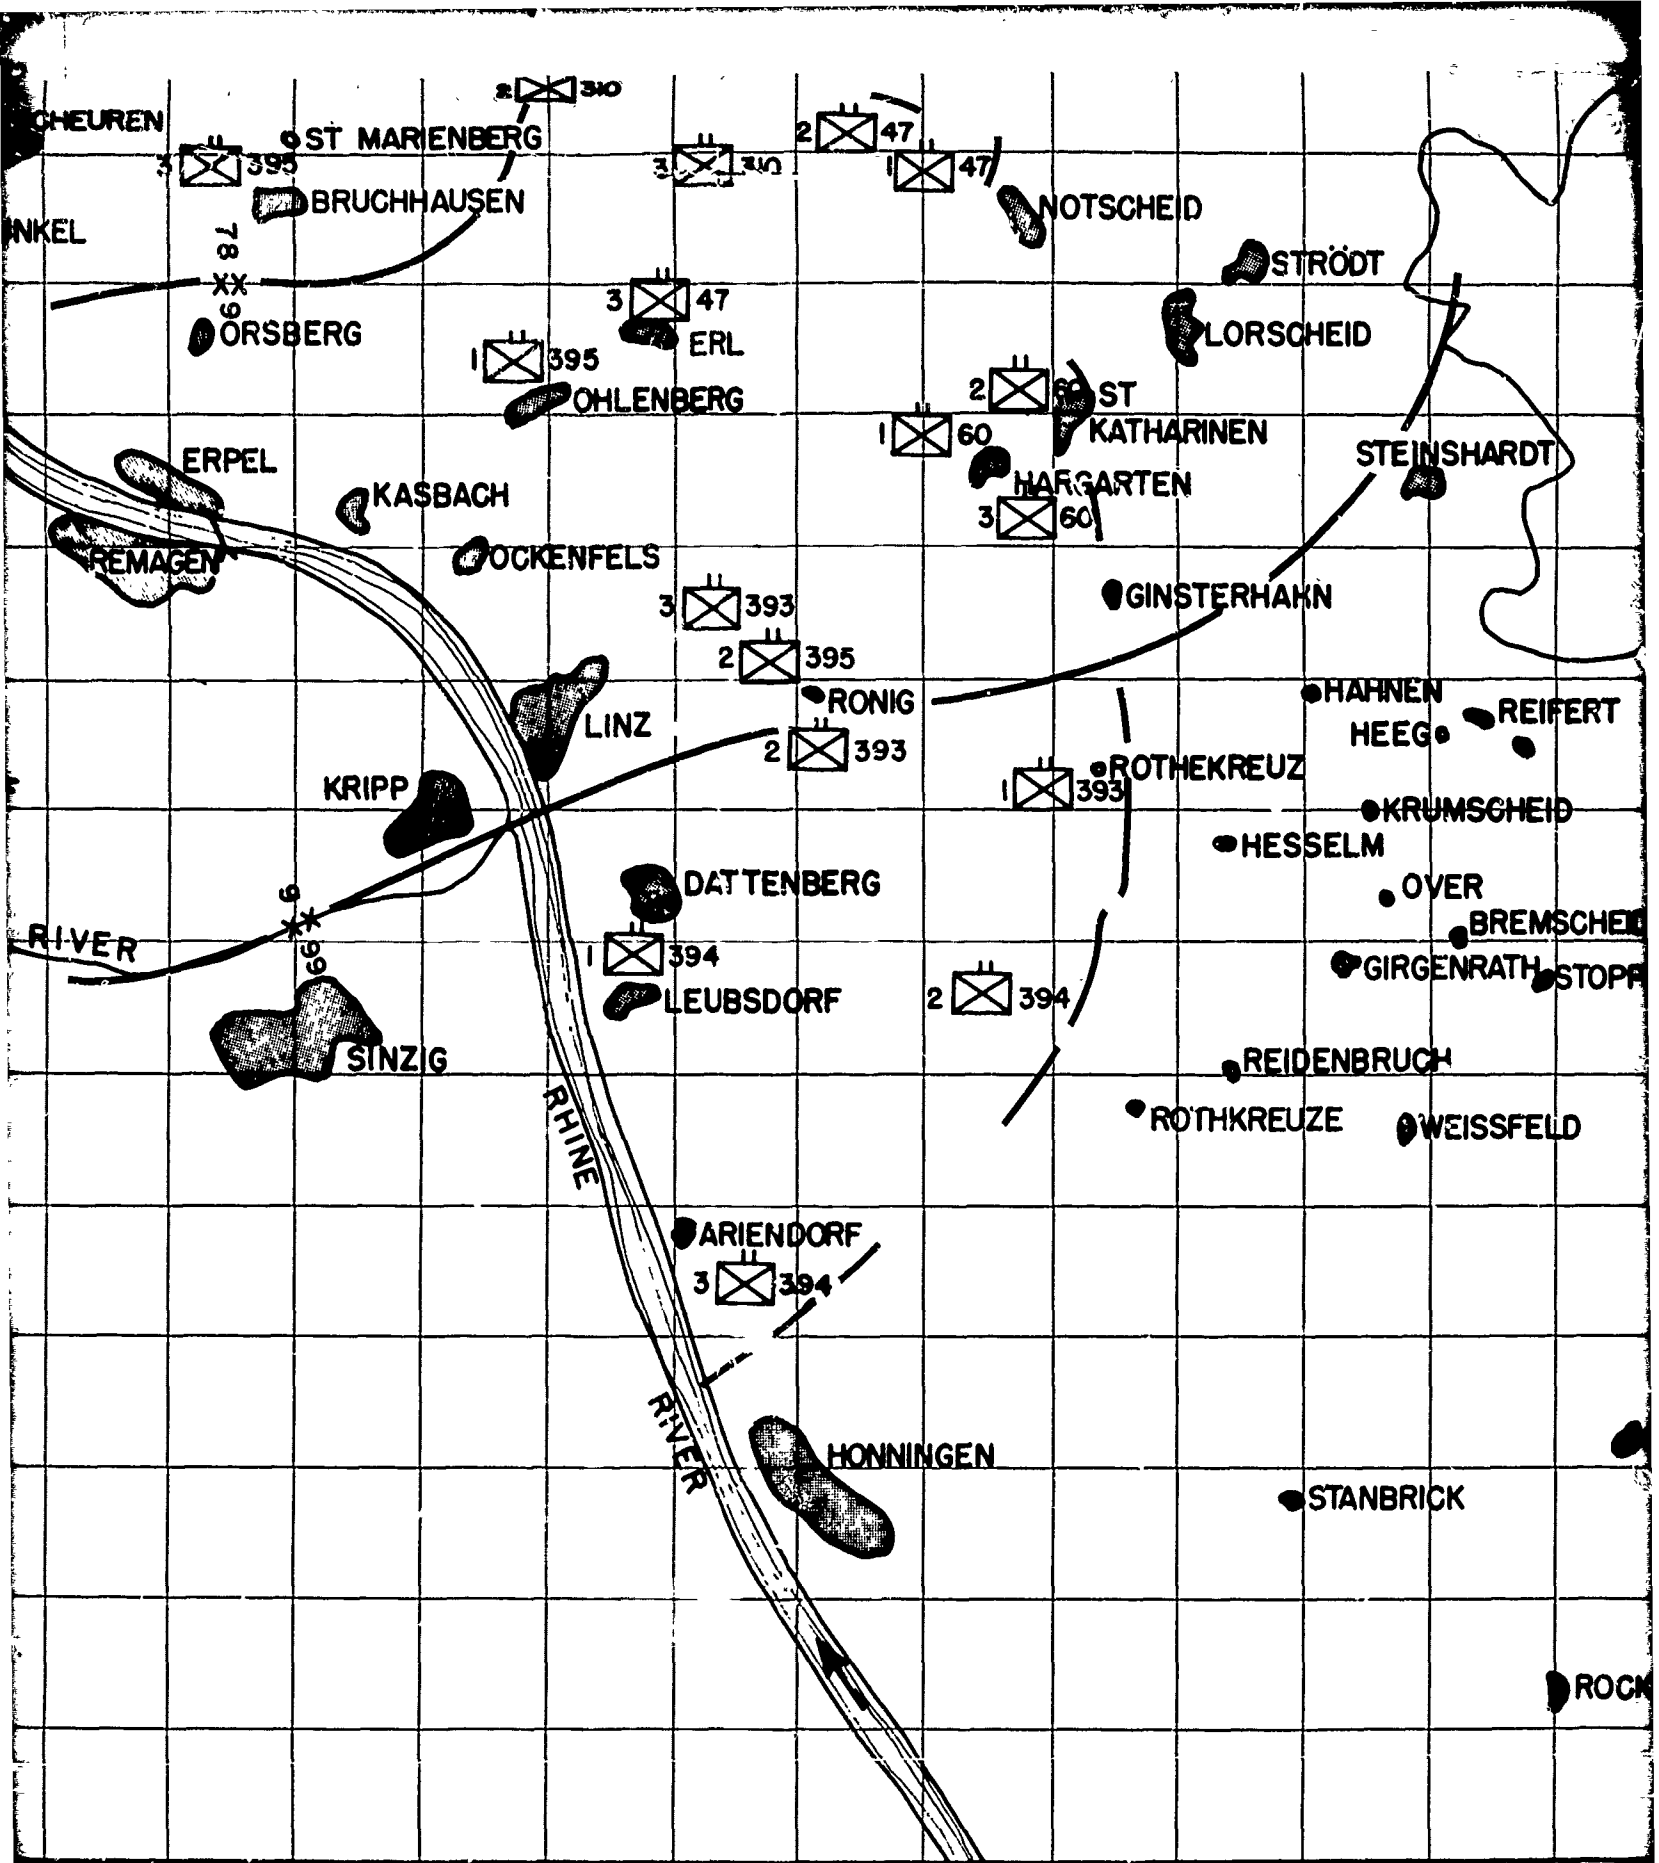 2 310
CHEUREN
3 395
ST MARIENBERG
2 47
3 310
1 47
BRUCHHAUSEN
NOTSCHEID
INKEL
78
XX
9
STRÖDT
3 47
ORSBERG
ERL
LORSCHEID
1 395
OHLENBERG
2 60
ST
KATHARINEN
1 60
STEINSHARDT
ERPEL
HARGARTEN
KASBACH
3 60
REMAGEN
OCKENFELS
GINSTERHAHN
3 393
2 395
RONIG
HAHNEN
REIFERT
HEEG
LINZ
2 393
ROTHEKREUZ
KRIPP
1 393
KRUMSCHEID
HESSELM
DATTENBERG
OVER
9
XX
99
BREMSCHEID
RIVER
1 394
GIRGENRATH
STOPP
2 394
LEUBSDORF
SINZIG
REIDENBRUCH
RHINE
ROTHKREUZE
WEISSFELD
ARIENDORF
3 394
RIVER
HONNINGEN
STANBRICK
ROCK